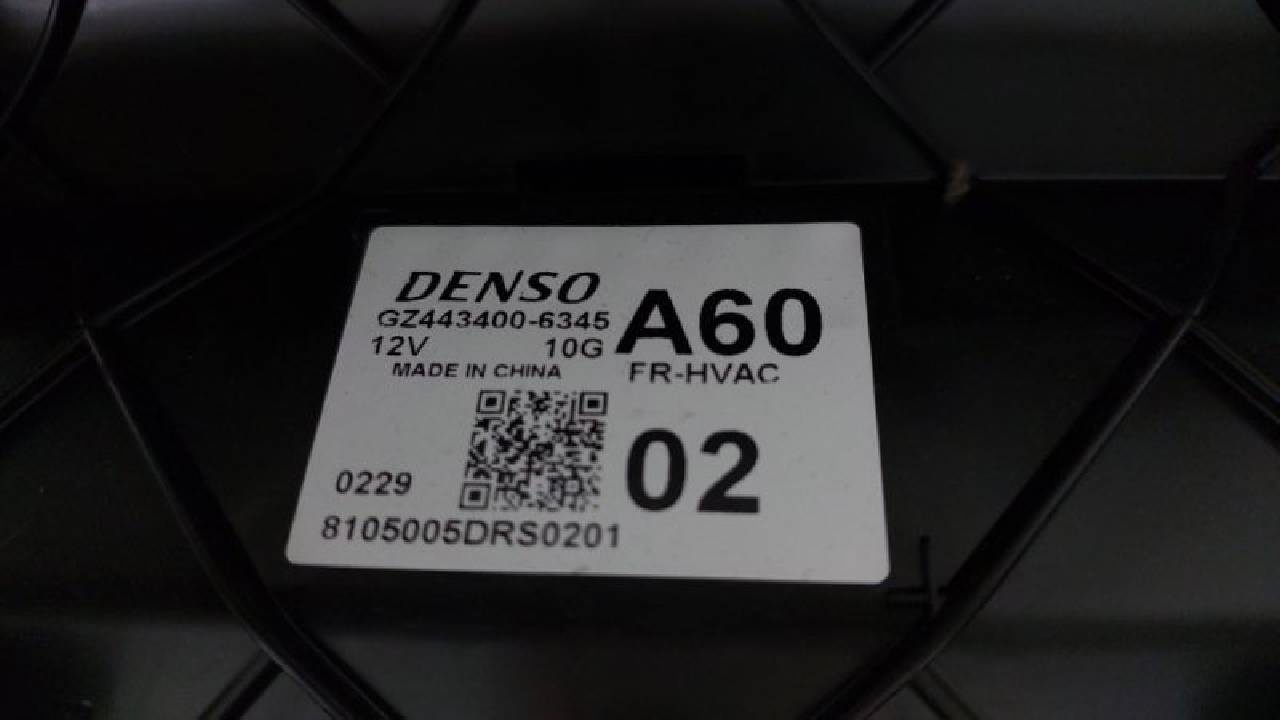 DENSO
GZ443400-6345
12V 10G
MADE IN CHINA
A60
FR-HVAC
02
0229
8105005DRS0201